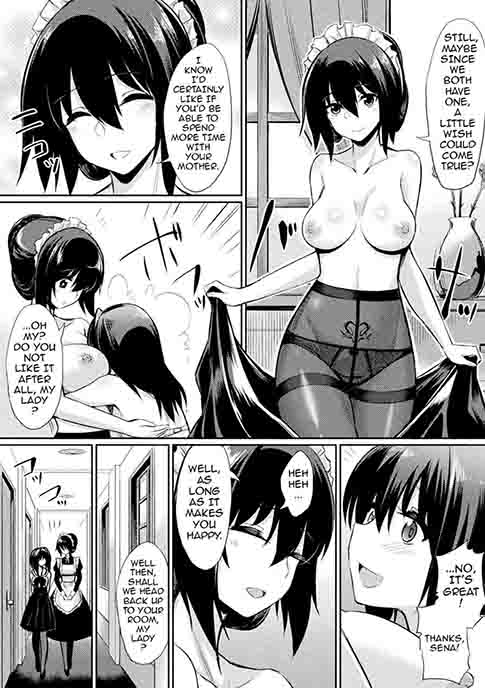 STILL,
MAYBE
SINCE
WE
BOTH
HAVE
ONE,
A
LITTLE
WISH
COULD
COME
TRUE?
I
KNOW
I'D
CERTAINLY
LIKE IF
YOU'D BE
ABLE TO
SPEND
MORE TIME
WITH
YOUR
MOTHER.
ニコッ
...OH
MY?
DO YOU
NOT
LIKE IT
AFTER
ALL, MY
LADY
?
...NO,
IT'S
GREAT
!
THANKS,
SENA!
HEH
HEH
...
WELL,
AS
LONG
AS IT
MAKES
YOU
HAPPY.
WELL
THEN,
SHALL
WE HEAD
BACK UP
TO
YOUR
ROOM,
MY
LADY
?